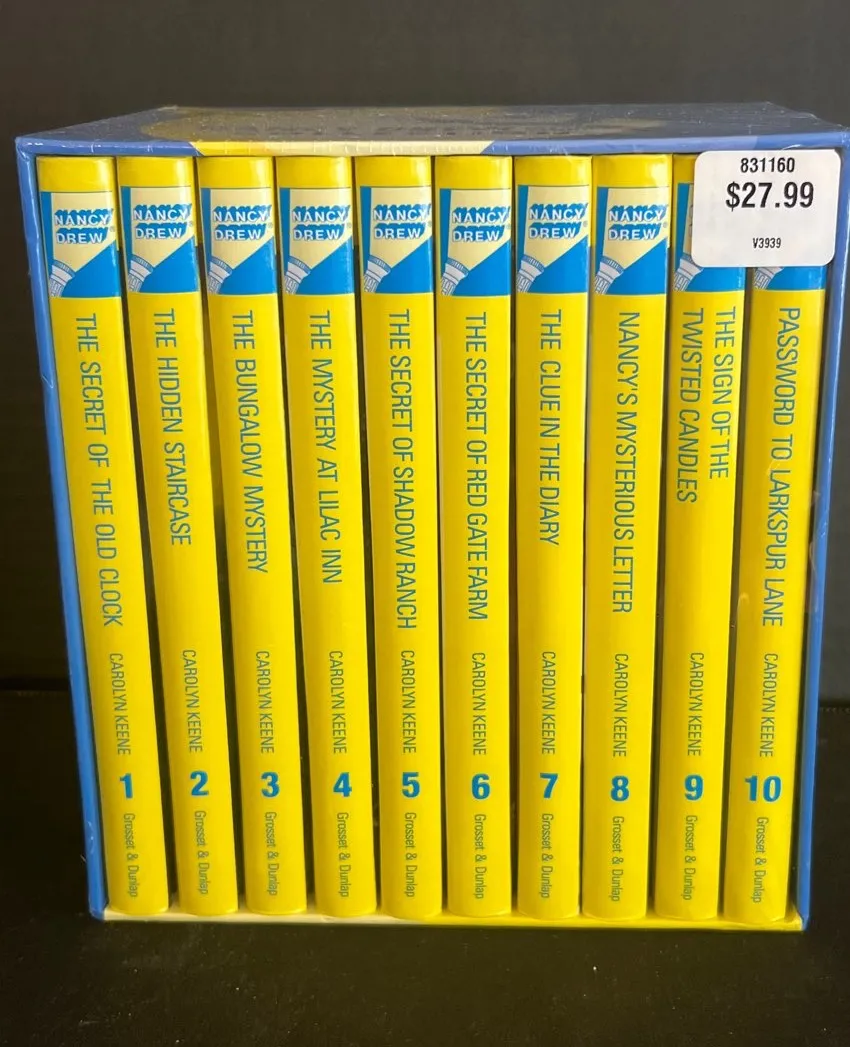 831160
$27.99
V3939
NANCY
DREW
THE SECRET OF THE OLD CLOCK
CAROLYN KEENE
1
Grosset & Dunlap
NANCY
DREW
THE HIDDEN STAIRCASE
CAROLYN KEENE
2
Grosset & Dunlap
NANCY
DREW
THE BUNGALOW MYSTERY
CAROLYN KEENE
3
Grosset & Dunlap
NANCY
DREW
THE MYSTERY AT LILAC INN
CAROLYN KEENE
4
Grosset & Dunlap
NANCY
DREW
THE SECRET OF SHADOW RANCH
CAROLYN KEENE
5
Grosset & Dunlap
NANCY
DREW
THE SECRET OF RED GATE FARM
CAROLYN KEENE
6
Grosset & Dunlap
NANCY
DREW
THE CLUE IN THE DIARY
CAROLYN KEENE
7
Grosset & Dunlap
NANCY
DREW
NANCY'S MYSTERIOUS LETTER
CAROLYN KEENE
8
Grosset & Dunlap
THE SIGN OF THE
TWISTED CANDLES
CAROLYN KEENE
9
Grosset & Dunlap
PASSWORD TO LARKSPUR LANE
CAROLYN KEENE
10
Grosset & Dunlap